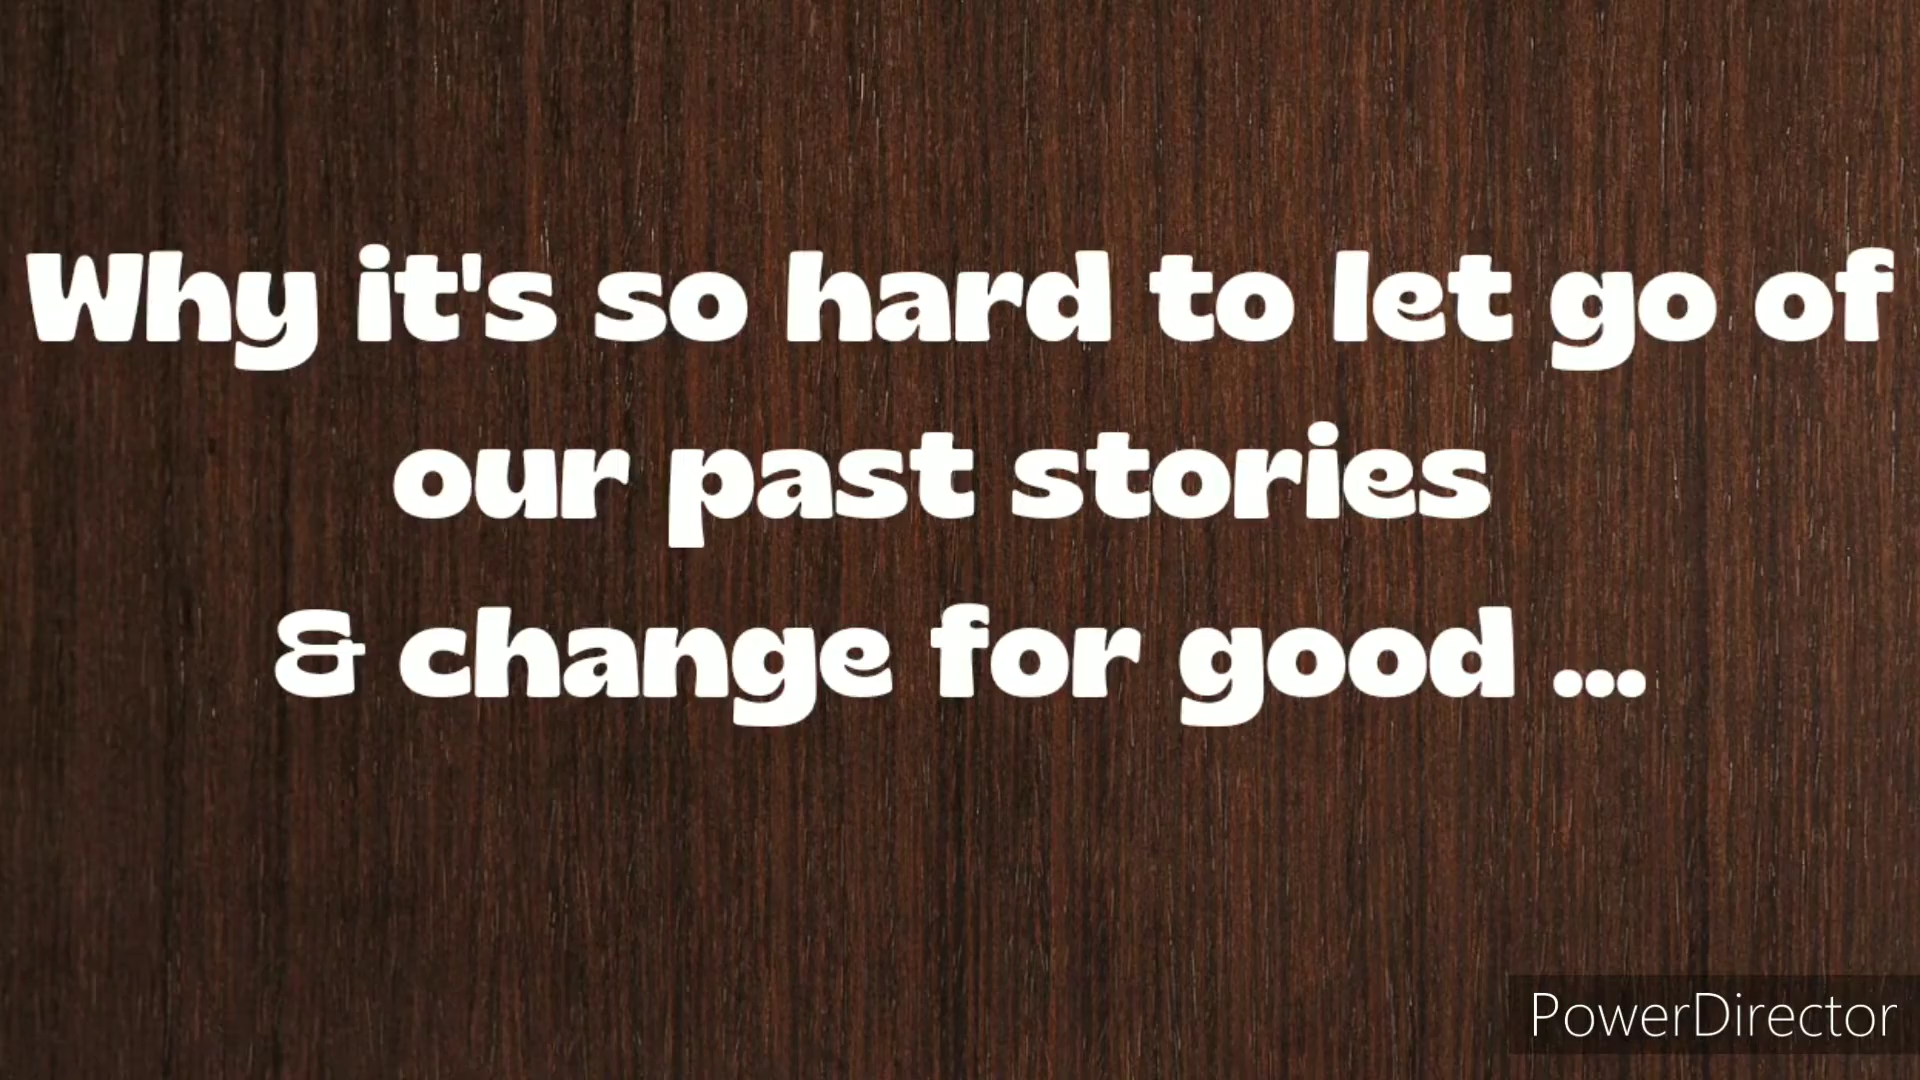 Why it's so hard to let go of
our past stories
& change for good ...
PowerDirector